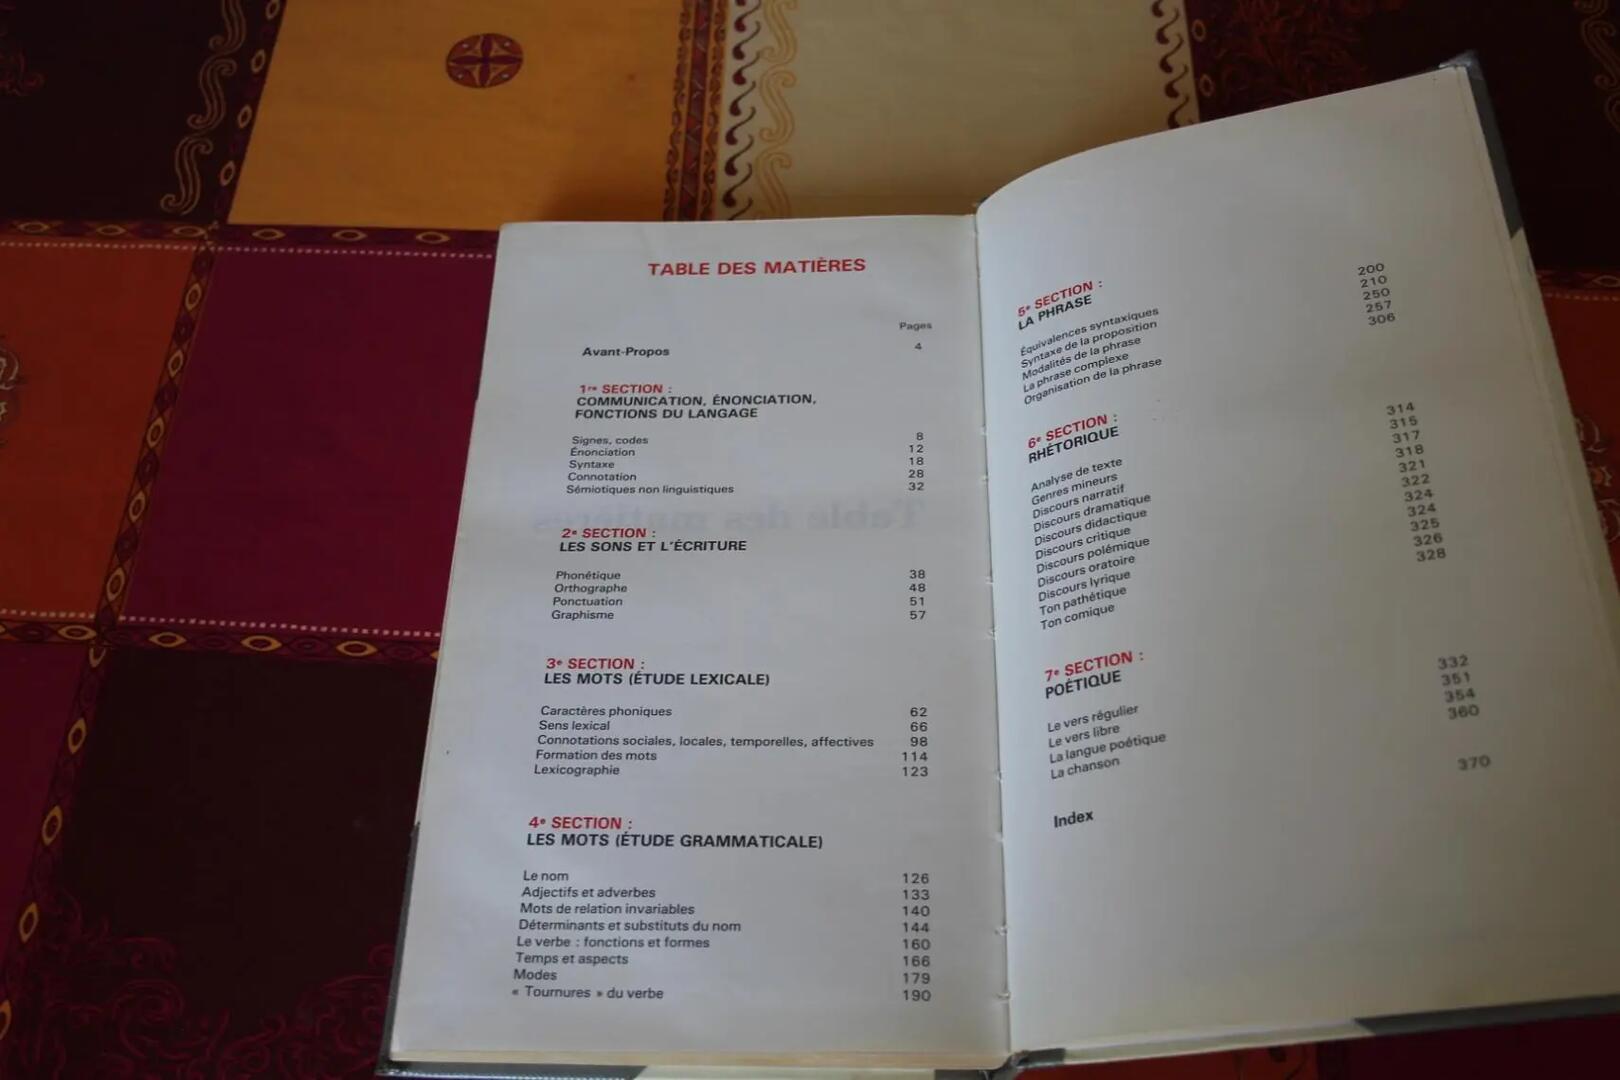 TABLE DES MATIÈRES
Pages
Avant-Propos 4
1re SECTION :
COMMUNICATION, ÉNONCIATION,
FONCTIONS DU LANGAGE
Signes, codes 8
Énonciation 12
Syntaxe 18
Connotation 28
Sémiotiques non linguistiques 32
2e SECTION :
LES SONS ET L'ÉCRITURE
Phonétique 38
Orthographe 48
Ponctuation 51
Graphisme 57
3e SECTION :
LES MOTS (ÉTUDE LEXICALE)
Caractères phoniques 62
Sens lexical 66
Connotations sociales, locales, temporelles, affectives 98
Formation des mots 114
Lexicographie 123
4e SECTION :
LES MOTS (ÉTUDE GRAMMATICALE)
Le nom 126
Adjectifs et adverbes 133
Mots de relation invariables 140
Déterminants et substituts du nom 144
Le verbe : fonctions et formes 160
Temps et aspects 166
Modes 179
« Tournures » du verbe 190
5e SECTION :
LA PHRASE
Équivalences syntaxiques 200
Syntaxe de la proposition 210
Modalités de la phrase 250
La phrase complexe 257
Organisation de la phrase 306
6e SECTION :
RHÉTORIQUE
Analyse de texte 314
Genres mineurs 315
Discours narratif 317
Discours dramatique 318
Discours didactique 321
Discours critique 322
Discours polémique 324
Discours oratoire 324
Discours lyrique 325
Ton pathétique 326
Ton comique 328
7e SECTION :
POÉTIQUE
Le vers régulier 332
Le vers libre 351
La langue poétique 354
La chanson 360
Index 370